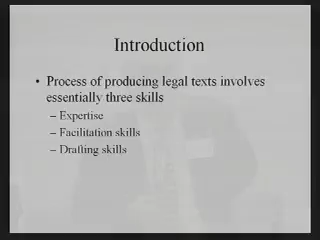 Introduction
• Process of producing legal texts involves
essentially three skills
– Expertise
– Facilitation skills
– Drafting skills